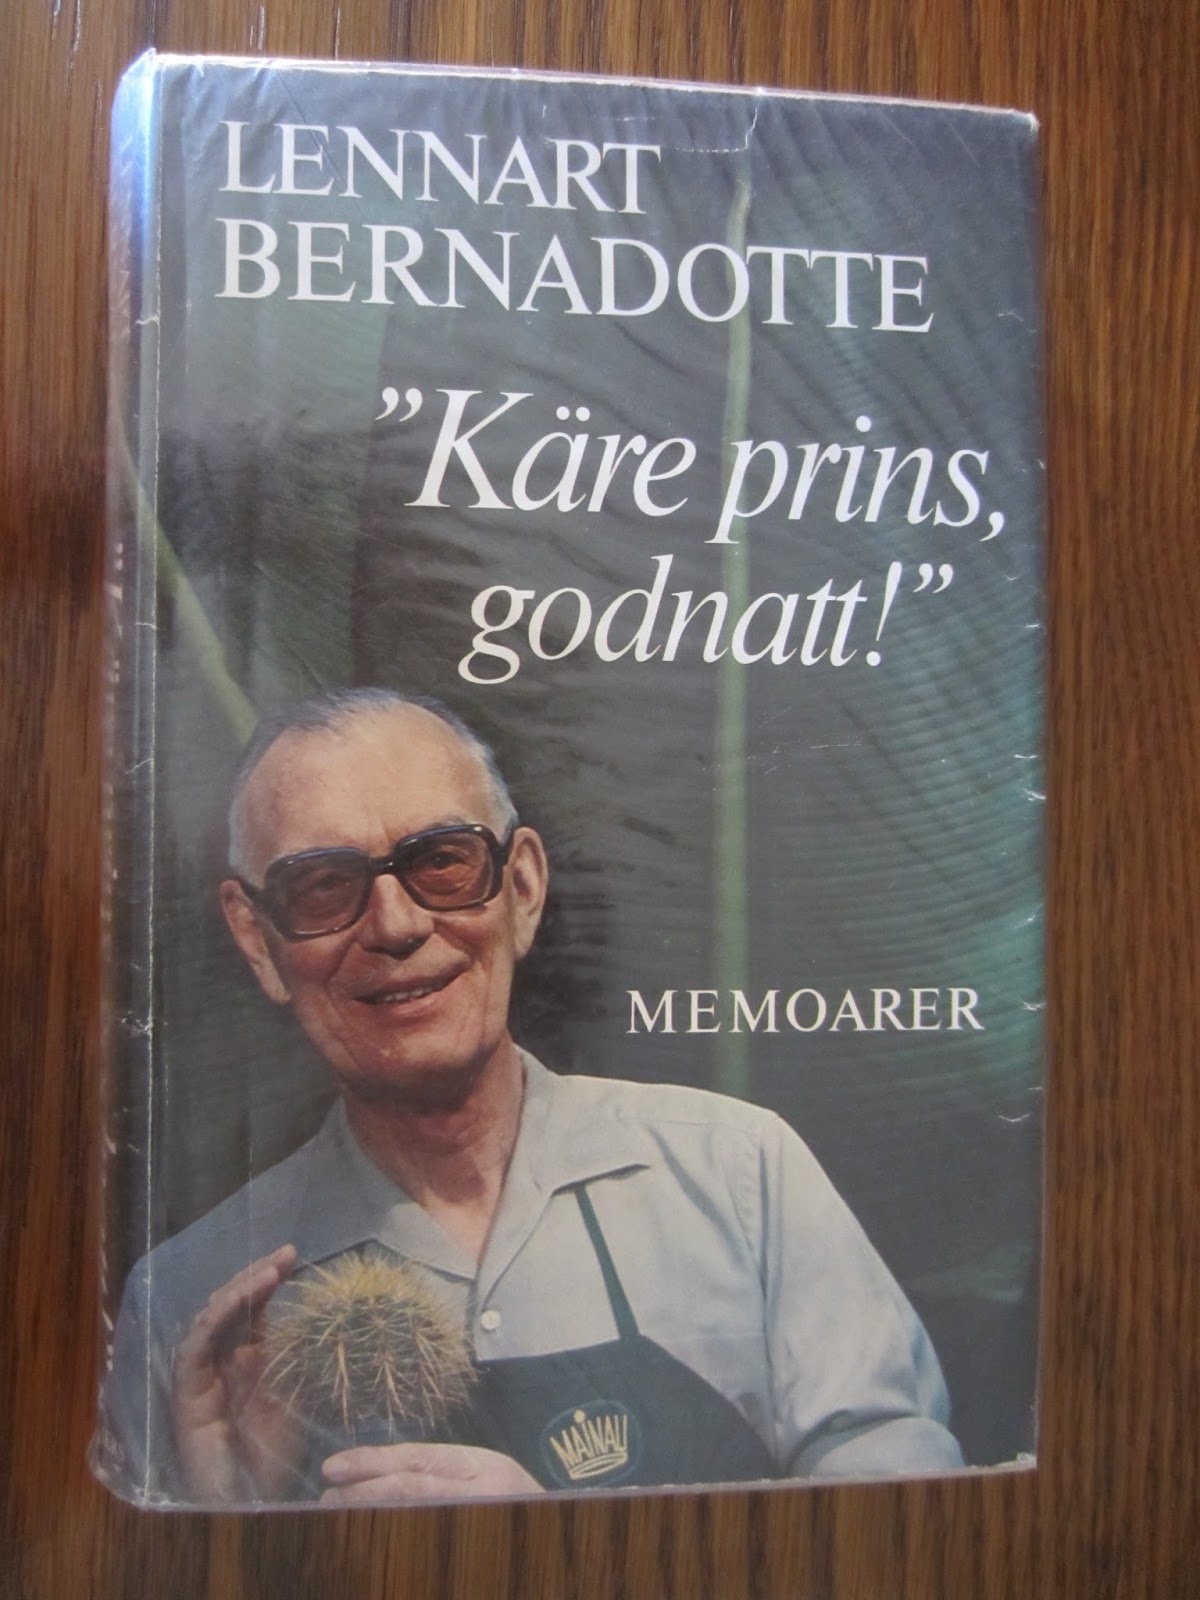 LENNART
BERNADOTTE
”Käre prins,
godnatt!”
MEMOARER
MAINAU